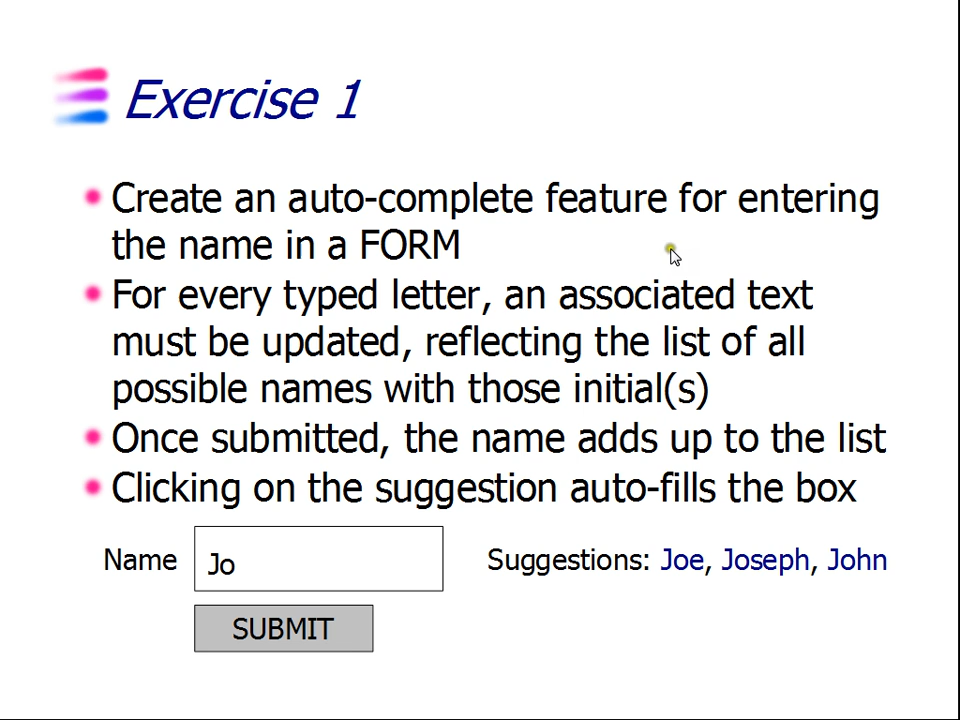 Exercise 1
Create an auto-complete feature for entering
the name in a FORM
For every typed letter, an associated text
must be updated, reflecting the list of all
possible names with those initial(s)
Once submitted, the name adds up to the list
Clicking on the suggestion auto-fills the box
Name Jo Suggestions: Joe, Joseph, John
SUBMIT